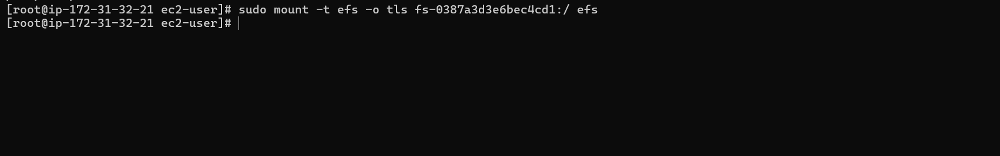 [root@ip-172-31-32-21 ec2-user]# sudo mount -t efs -o tls fs-0387a3d3e6bec4cd1:/ efs
[root@ip-172-31-32-21 ec2-user]#